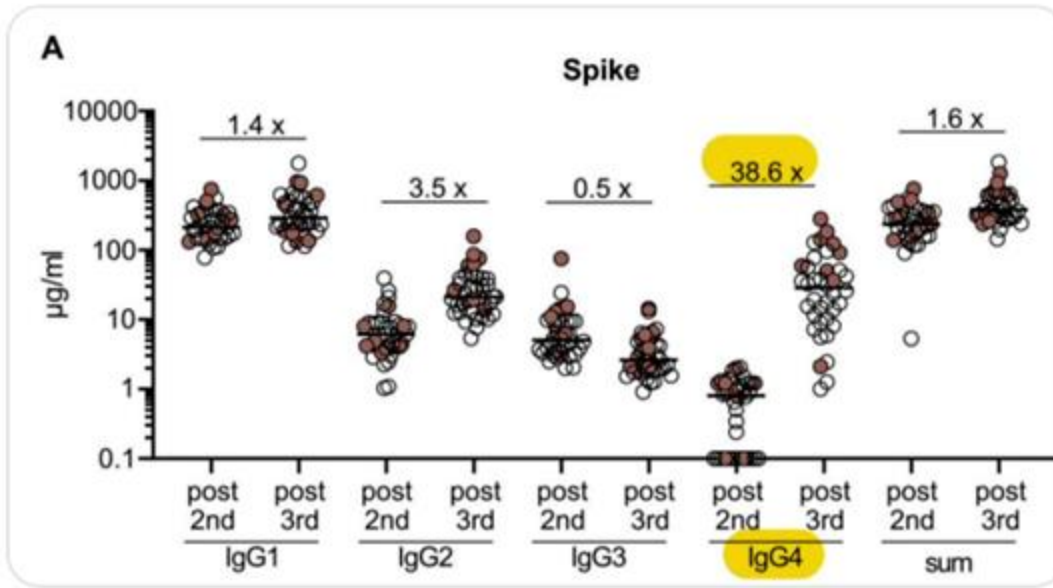 A
Spike
10000
1000
100
10
1
0.1
µg/ml
1.4 x
3.5 x
0.5 x
38.6 x
1.6 x
post 2nd
post 3rd
post 2nd
post 3rd
post 2nd
post 3rd
post 2nd
post 3rd
post 2nd
post 3rd
IgG1
IgG2
IgG3
IgG4
sum